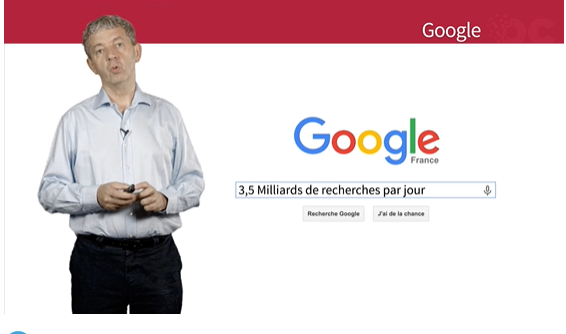 Google
Google
France
3,5 Milliards de recherches par jour
Recherche Google
J'ai de la chance